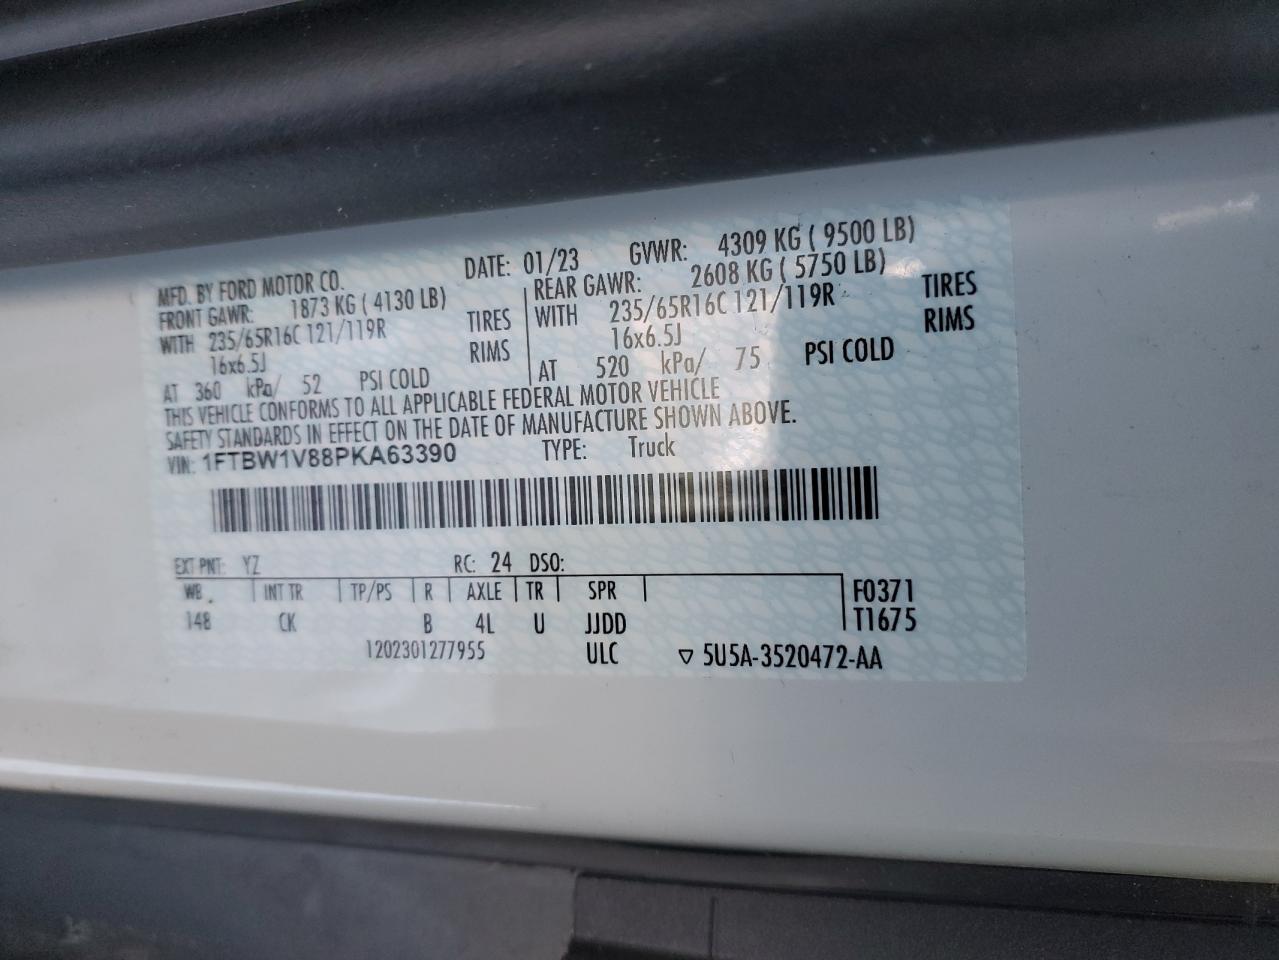 MFD. BY FORD MOTOR CO. DATE: 01/23 GVWR: 4309 KG ( 9500 LB)
FRONT GAWR: 1873 KG ( 4130 LB) REAR GAWR: 2608 KG ( 5750 LB)
WITH 235/65R16C 121/119R TIRES WITH 235/65R16C 121/119R TIRES
16x6.5J RIMS 16x6.5J RIMS
AT 360 kPa/ 52 PSI COLD AT 520 kPa/ 75 PSI COLD
THIS VEHICLE CONFORMS TO ALL APPLICABLE FEDERAL MOTOR VEHICLE
SAFETY STANDARDS IN EFFECT ON THE DATE OF MANUFACTURE SHOWN ABOVE.
VIN: 1FTBW1V88PKA63390 TYPE: Truck
EXT PNT: YZ RC: 24 DSO:
WB INT TR TP/PS R AXLE TR SPR F0371
148 CK B 4L U JJDD T1675
1202301277955 ULC ▽ 5U5A-3520472-AA